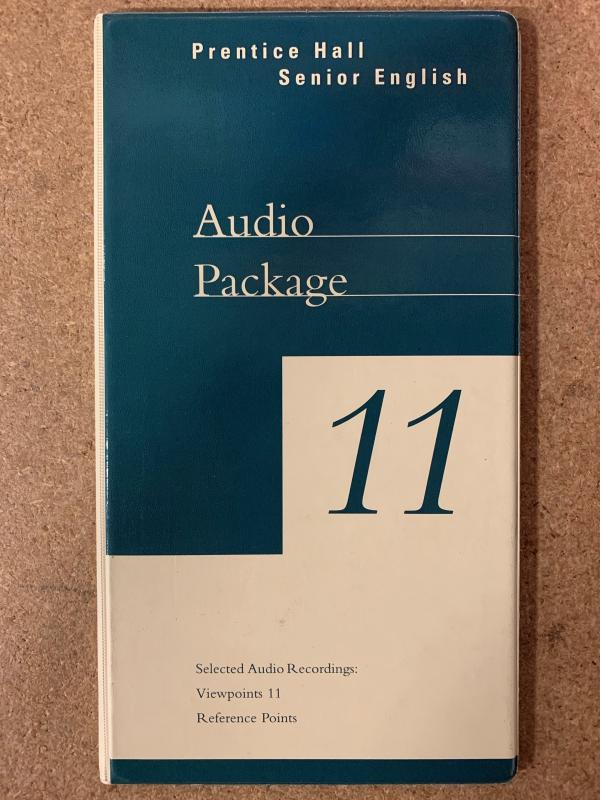 Prentice Hall
Senior English
Audio
Package
11
Selected Audio Recordings:
Viewpoints 11
Reference Points